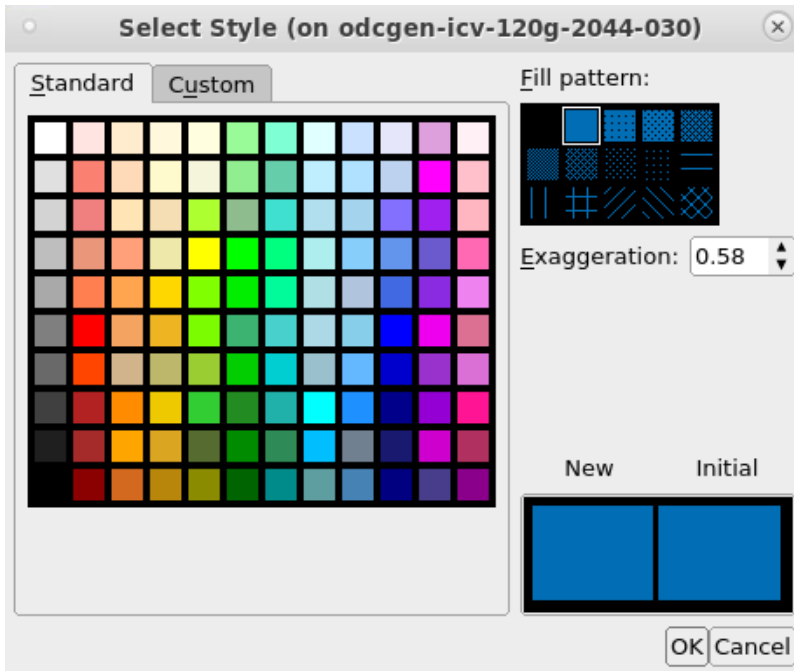 Select Style (on odcgen-icv-120g-2044-030)
Standard
Custom
Fill pattern:
Exaggeration:
0.58
New
Initial
OK
Cancel